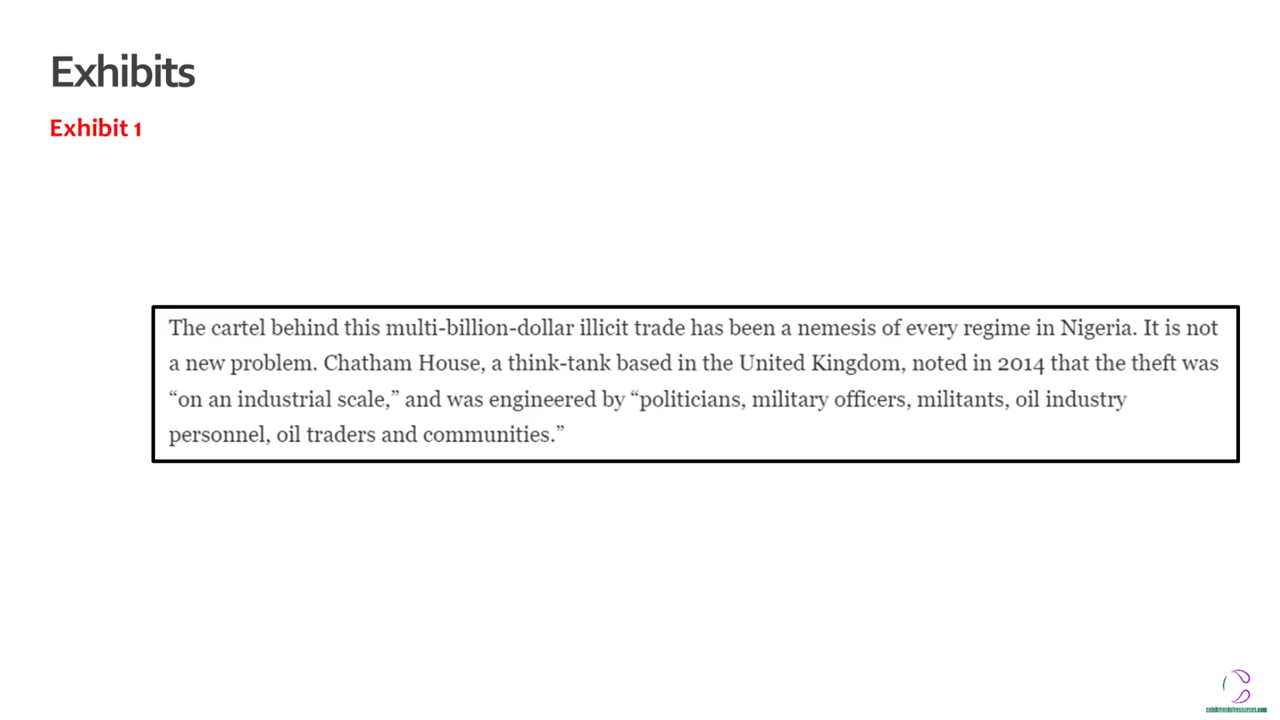 Exhibits
Exhibit 1
The cartel behind this multi-billion-dollar illicit trade has been a nemesis of every regime in Nigeria. It is not
a new problem. Chatham House, a think-tank based in the United Kingdom, noted in 2014 that the theft was
“on an industrial scale,” and was engineered by “politicians, military officers, militants, oil industry
personnel, oil traders and communities.”